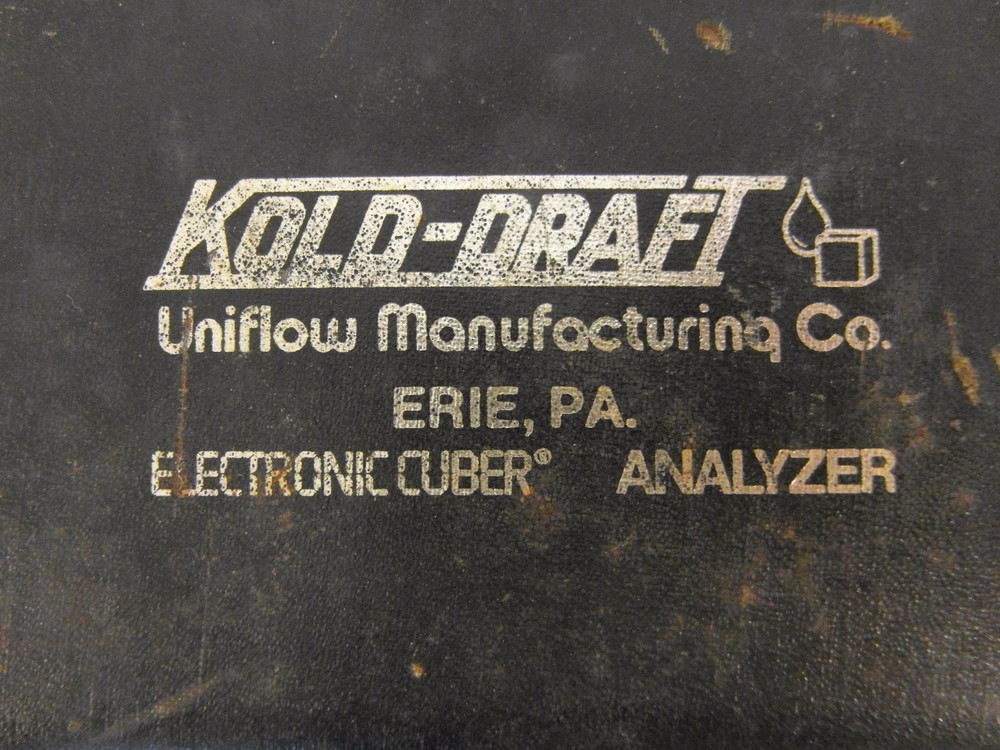 KOLD-DRAFT
Uniflow Manufacturing Co.
ERIE, PA.
ELECTRONIC CUBER® ANALYZER